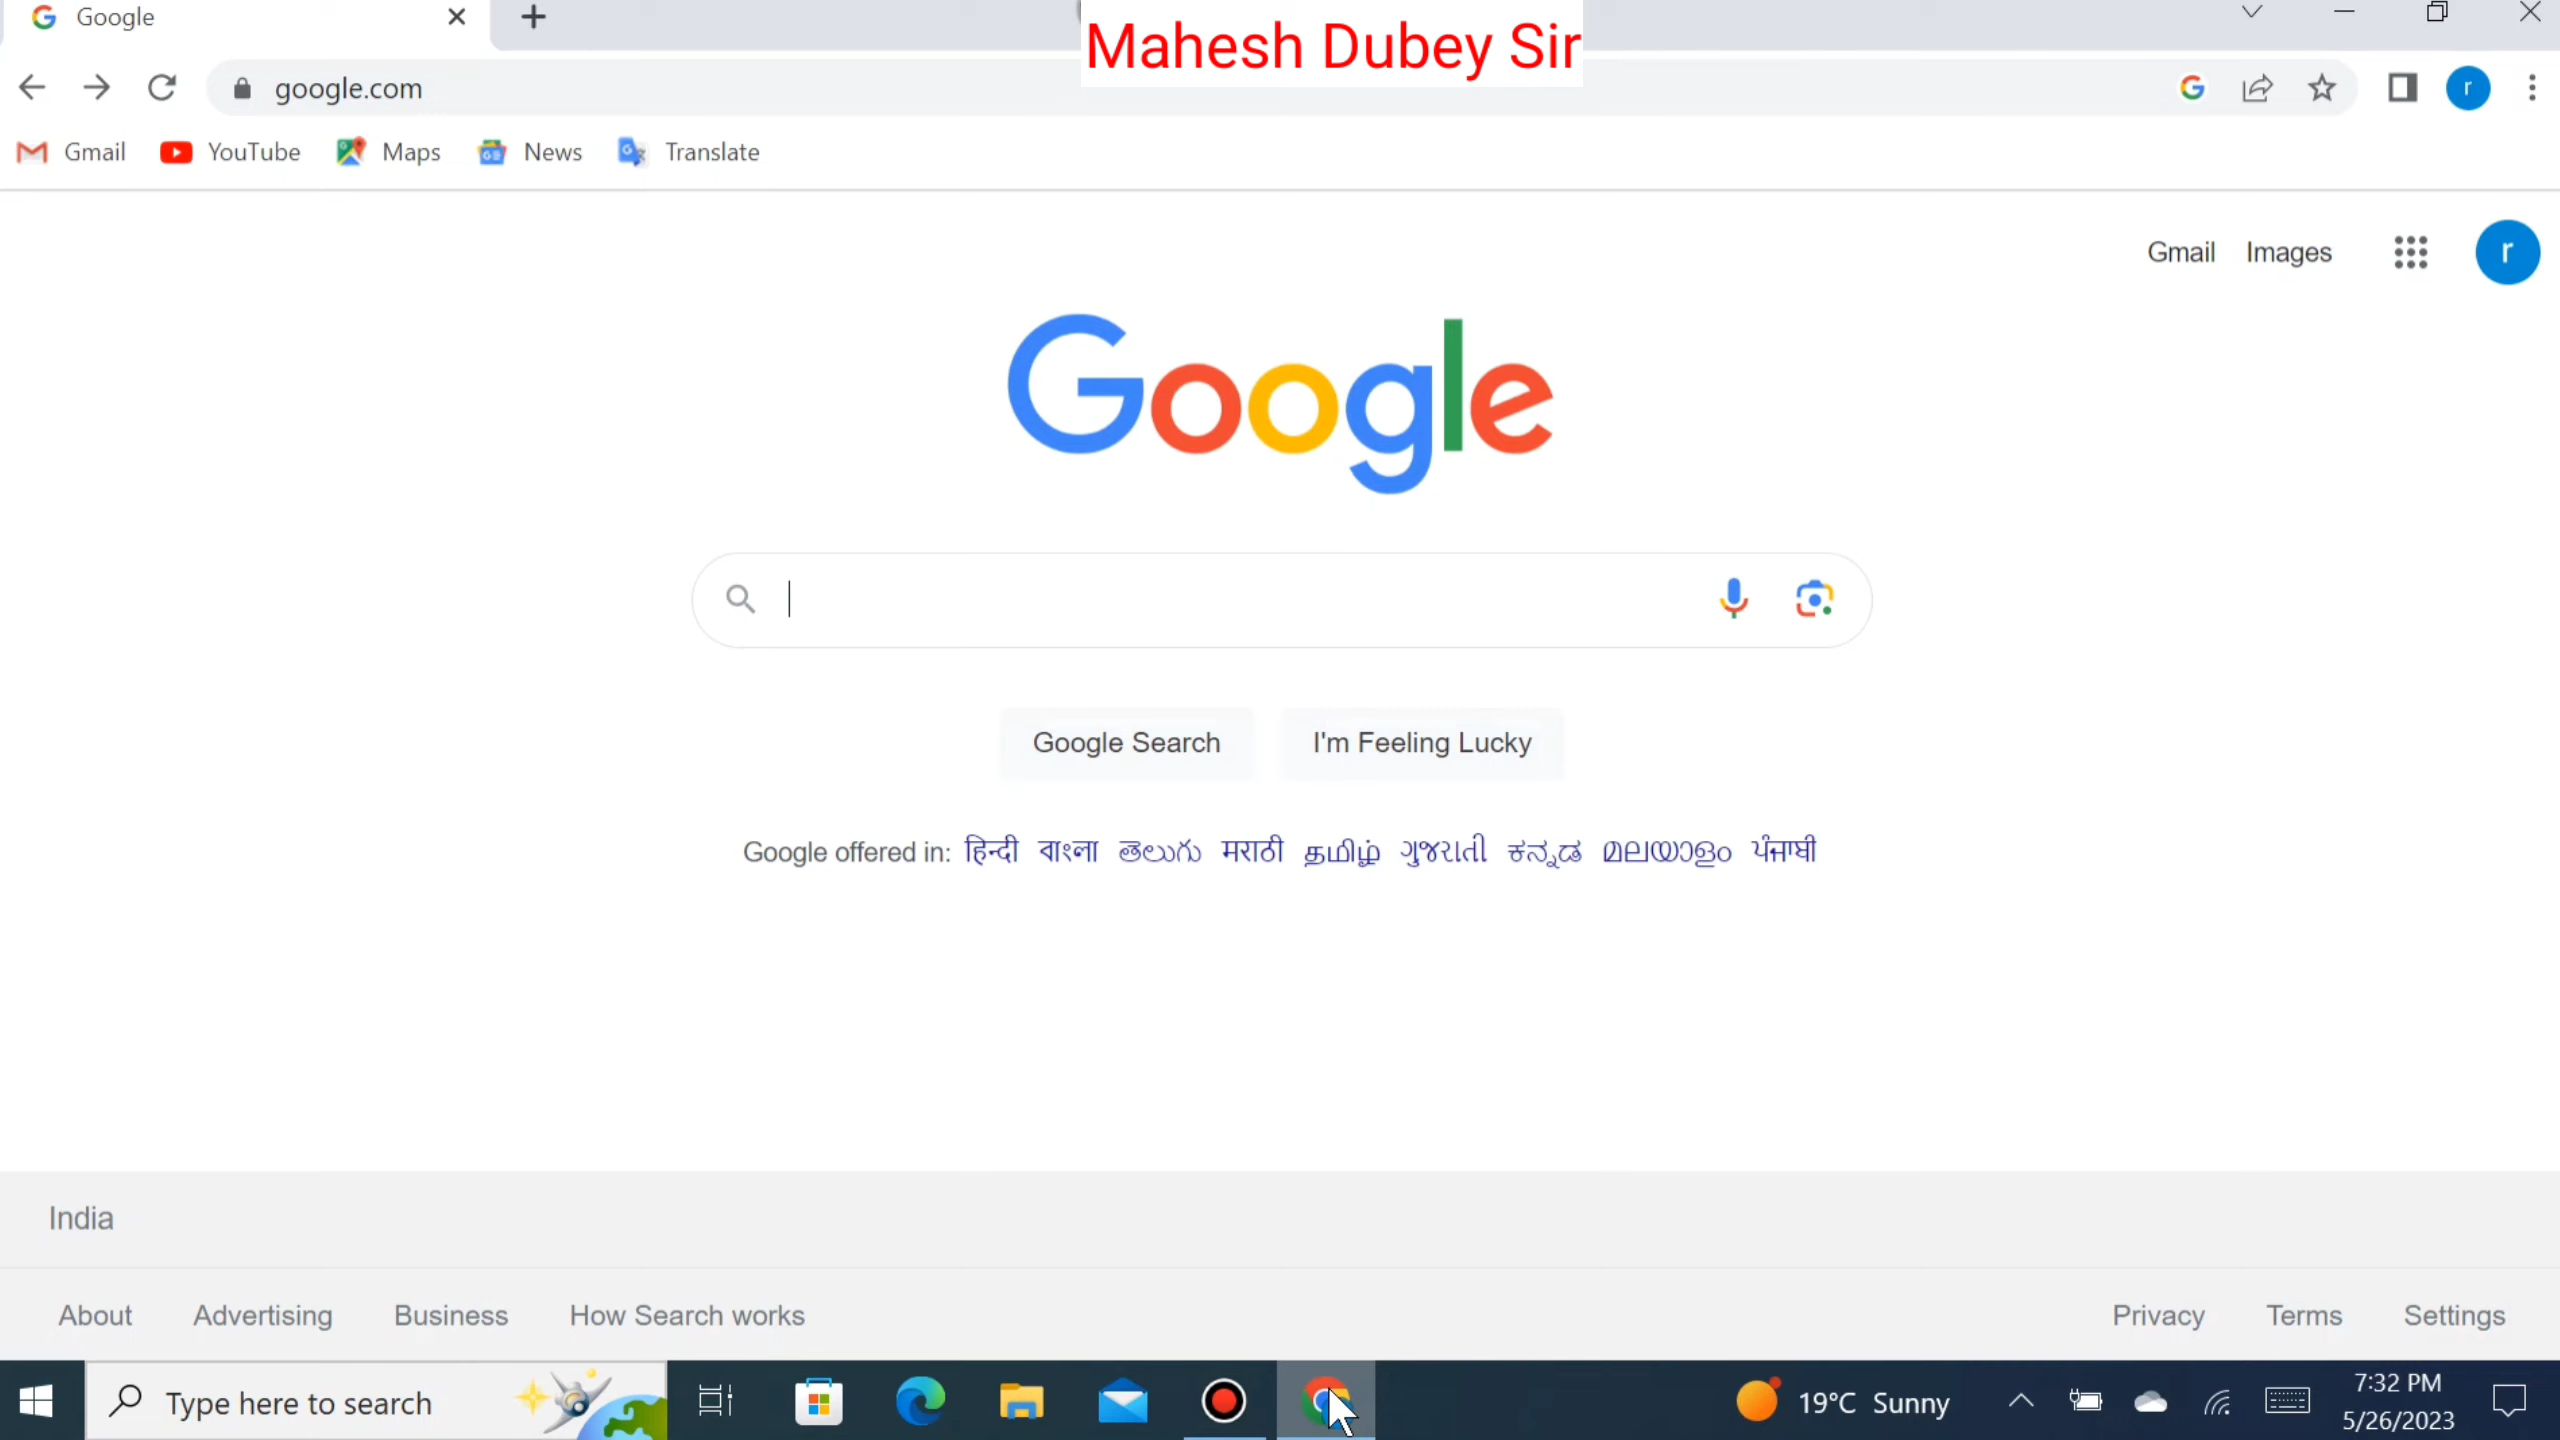 Google
Mahesh Dubey Sir
google.com
Gmail YouTube Maps News Translate
Gmail Images r
Google
Google Search I'm Feeling Lucky
Google offered in: हिन्दी বাংলা తెలుగు मराठी தமிழ் ગુજરાતી ಕನ್ನಡ മലയാളം ਪੰਜਾਬੀ
India
About Advertising Business How Search works Privacy Terms Settings
Type here to search 19°C Sunny 7:32 PM
5/26/2023